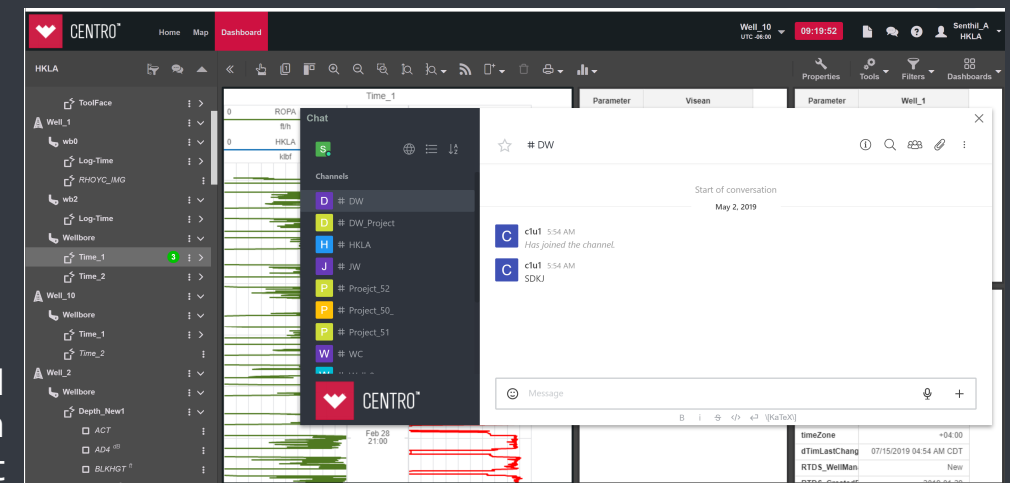 CENTRO™
Home Map Dashboard
Well_10
UTC -06:00
09:19:52
Senthil_A
HKLA
HKLA
Properties Tools Filters Dashboards
ToolFace
Well_1
wb0
Log-Time
RHOYC_IMG
wb2
Log-Time
Wellbore
Time_1 3
Time_2
Well_10
Wellbore
Time_1
Time_2
Well_2
Wellbore
Depth_New1
ACT
AD4 dB
BLKHGT ft
Time_1
0 ROPA
ft/h
0 HKLA
klbf
Feb 28
21:00
Parameter Visean
Parameter Well_1
Chat
S
Channels
D # DW
D # DW_Project
H # HKLA
J # JW
P # Proejct_52
P # Project_50_
P # Project_51
W # WC
CENTRO™
# DW
Start of conversation
May 2, 2019
C c1u1 5:54 AM
Has joined the channel.
C c1u1 5:54 AM
SDKJ
Message
B i S </> \[KaTeX\]
timeZone +04:00
dTimLastChang 07/15/2019 04:54 AM CDT
RTDS_WellMan New